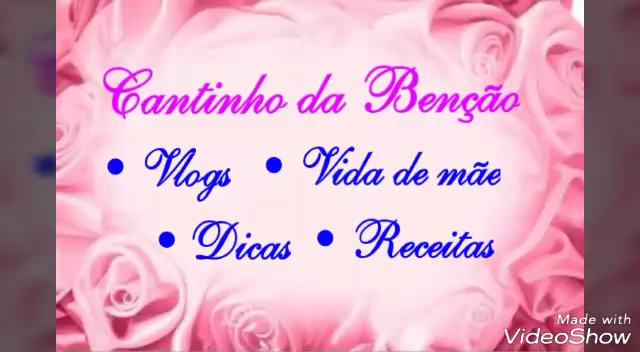 Cantinho da Benção
• Vlogs • Vida de mãe
• Dicas • Receitas
Made with
VideoShow